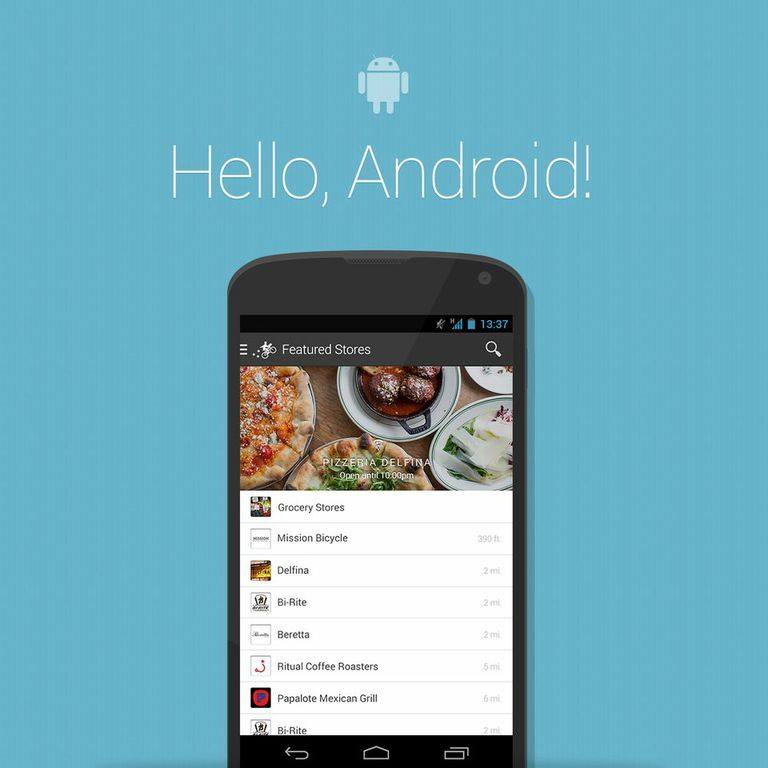 Hello, Android!
H 13:37
Featured Stores
PIZZERIA DELFINA
Open until 10:00pm
Grocery Stores
Mission Bicycle 390 ft.
Delfina .2 mi.
Bi-Rite .2 mi.
Beretta .2 mi.
Ritual Coffee Roasters .5 mi.
Papalote Mexican Grill .6 mi.
Bi-Rite .2 mi.